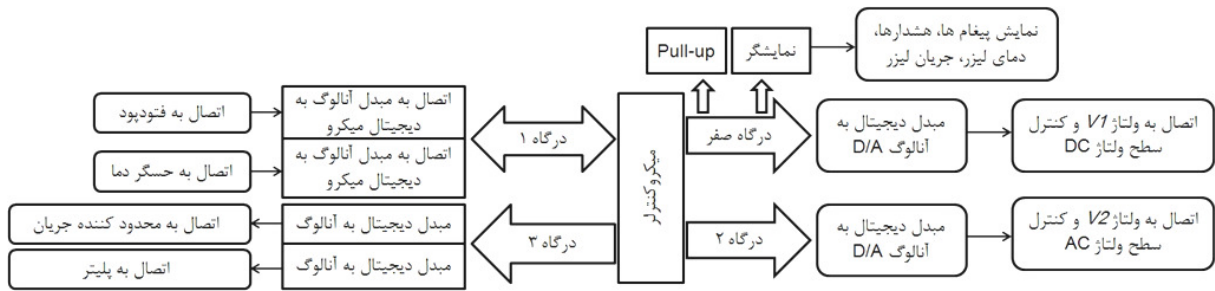 نمایش پیغام ها، هشدارها،
دمای لیزر، جریان لیزر
نمایشگر
Pull-up
اتصال به ولتاژ V1 و کنترل
سطح ولتاژ DC
مبدل دیجیتال به
آنالوگ D/A
درگاه صفر
میکروکنترلر
درگاه ۱
اتصال به مبدل آنالوگ به
دیجیتال میکرو
اتصال به فتودیود
اتصال به مبدل آنالوگ به
دیجیتال میکرو
اتصال به حسگر دما
اتصال به ولتاژ V2 و کنترل
سطح ولتاژ AC
مبدل دیجیتال به
آنالوگ D/A
درگاه ۲
درگاه ۳
مبدل دیجیتال به آنالوگ
اتصال به محدود کننده جریان
مبدل دیجیتال به آنالوگ
اتصال به پلیتر